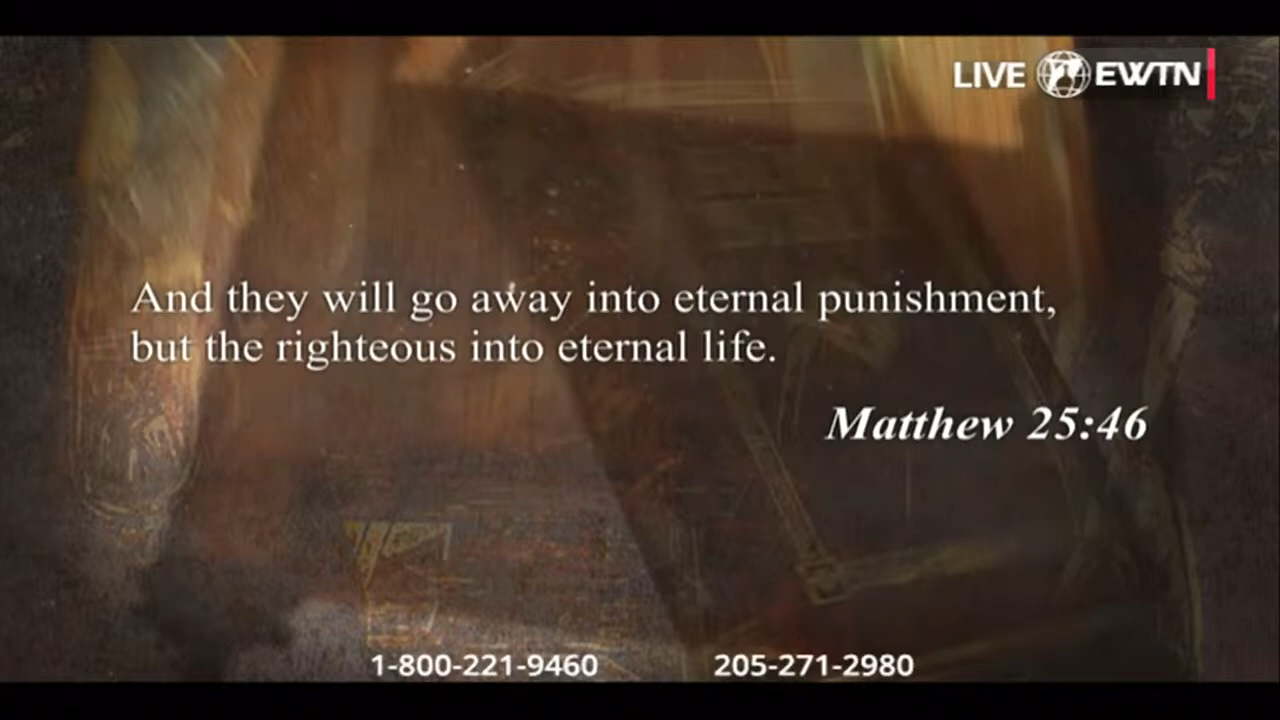 LIVE EWTN
And they will go away into eternal punishment,
but the righteous into eternal life.
Matthew 25:46
1-800-221-9460 205-271-2980